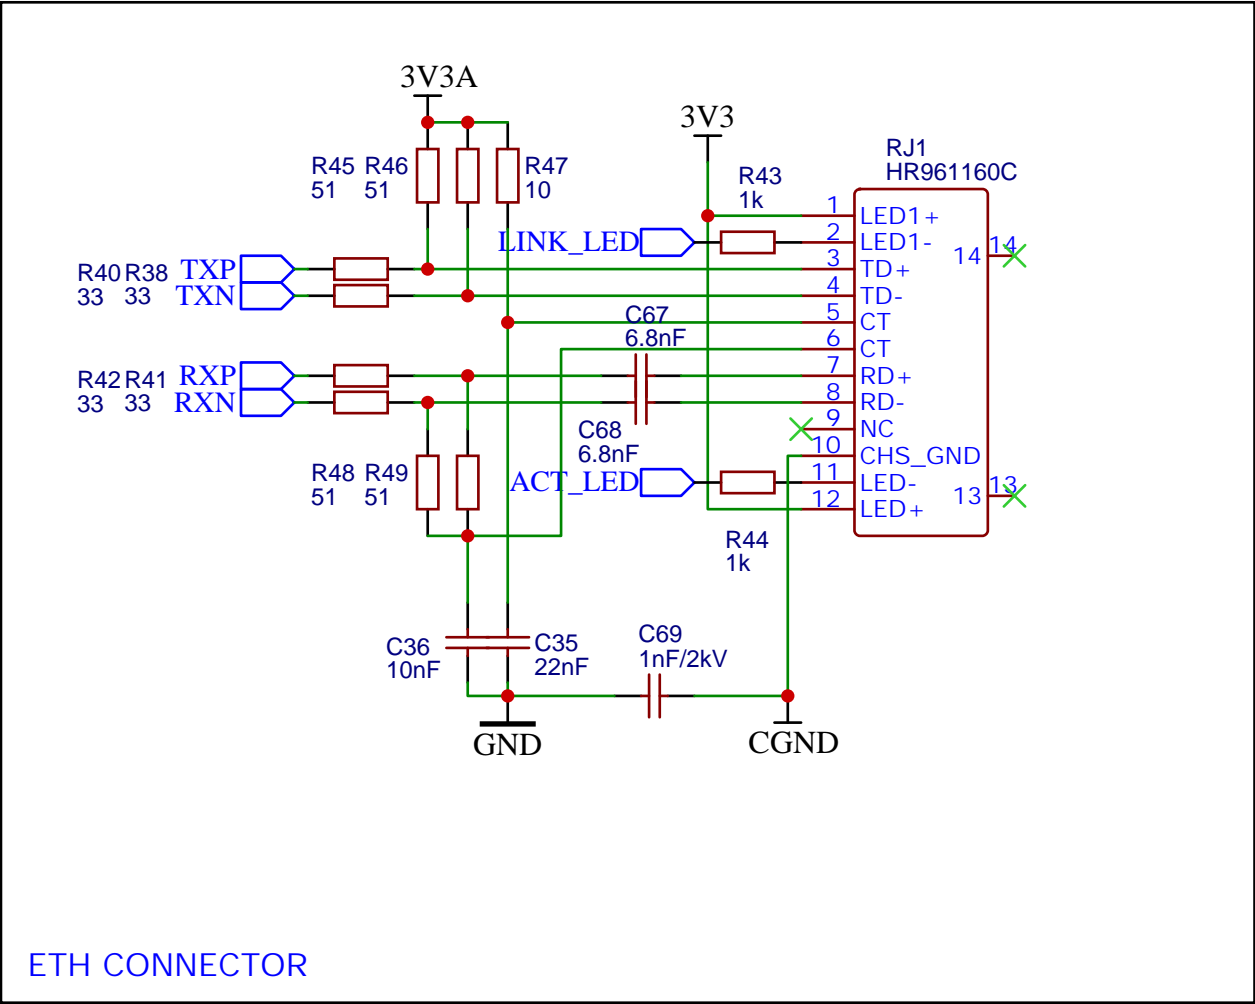 3V3A
3V3
RJ1
HR961160C
R45 R46 R47
51 51 10
R43
1k
LINK_LED
R40 R38 TXP
33 33 TXN
1 LED1+
2 LED1-
3 TD+
4 TD-
5 CT
6 CT
7 RD+
8 RD-
9 NC
10 CHS_GND
11 LED-
12 LED+
14 14
13 13
C67
6.8nF
R42 R41 RXP
33 33 RXN
C68
6.8nF
R48 R49
51 51
ACT_LED
R44
1k
C36
10nF
C35
22nF
C69
1nF/2kV
GND
CGND
ETH CONNECTOR